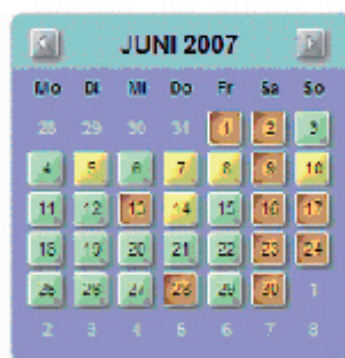 JUNI 2007
Mo Di Mi Do Fr Sa So
28 29 30 31 1 2 3
4 5 6 7 8 9 10
11 12 13 14 15 16 17
18 19 20 21 22 23 24
25 26 27 28 29 30 1
2 3 4 5 6 7 8